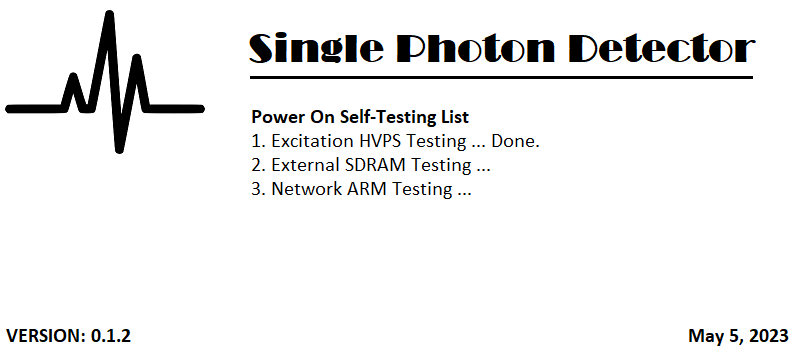 Single Photon Detector
Power On Self-Testing List
1. Excitation HVPS Testing ... Done.
2. External SDRAM Testing ...
3. Network ARM Testing ...
VERSION: 0.1.2
May 5, 2023